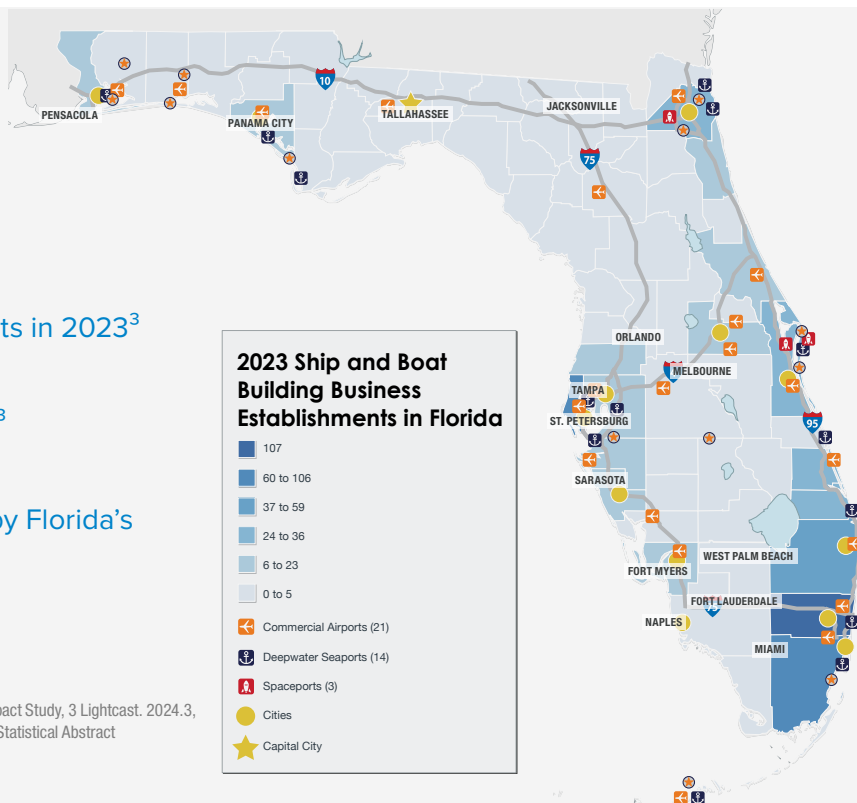 10
JACKSONVILLE
PENSACOLA
PANAMA CITY
TALLAHASSEE
75
ts in 2023³
3
by Florida's
pact Study, 3 Lightcast. 2024.3,
Statistical Abstract
2023 Ship and Boat
Building Business
Establishments in Florida
107
60 to 106
37 to 59
24 to 36
6 to 23
0 to 5
Commercial Airports (21)
Deepwater Seaports (14)
Spaceports (3)
Cities
Capital City
ORLANDO
MELBOURNE
TAMPA
ST. PETERSBURG
95
SARASOTA
WEST PALM BEACH
FORT MYERS
FORT LAUDERDALE
NAPLES
MIAMI